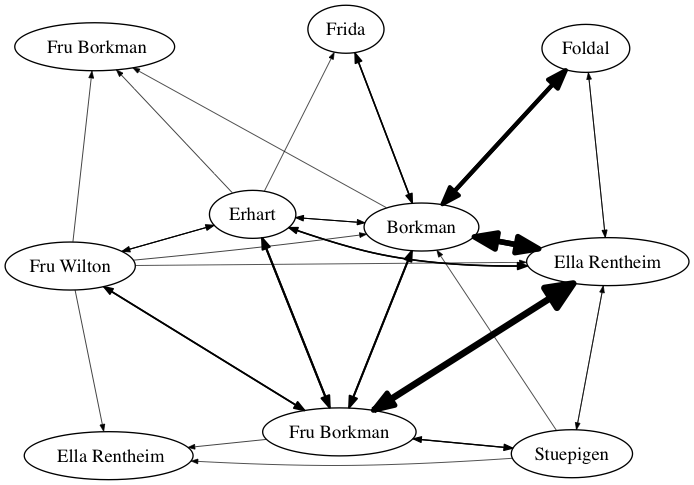 Frida
Fru Borkman
Foldal
Erhart
Borkman
Fru Wilton
Ella Rentheim
Fru Borkman
Ella Rentheim
Stuepigen